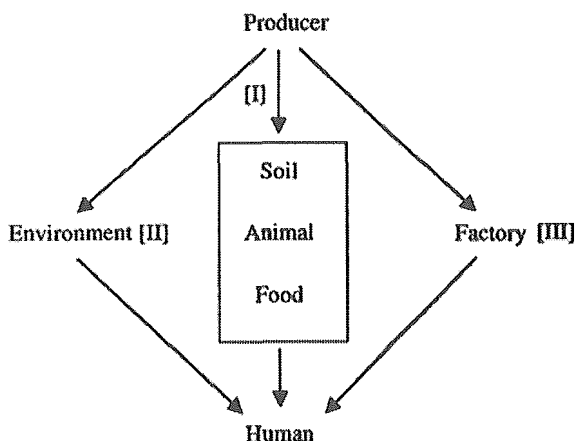 Producer
[I]
Soil
Environment [II] Animal Factory [III]
Food
Human